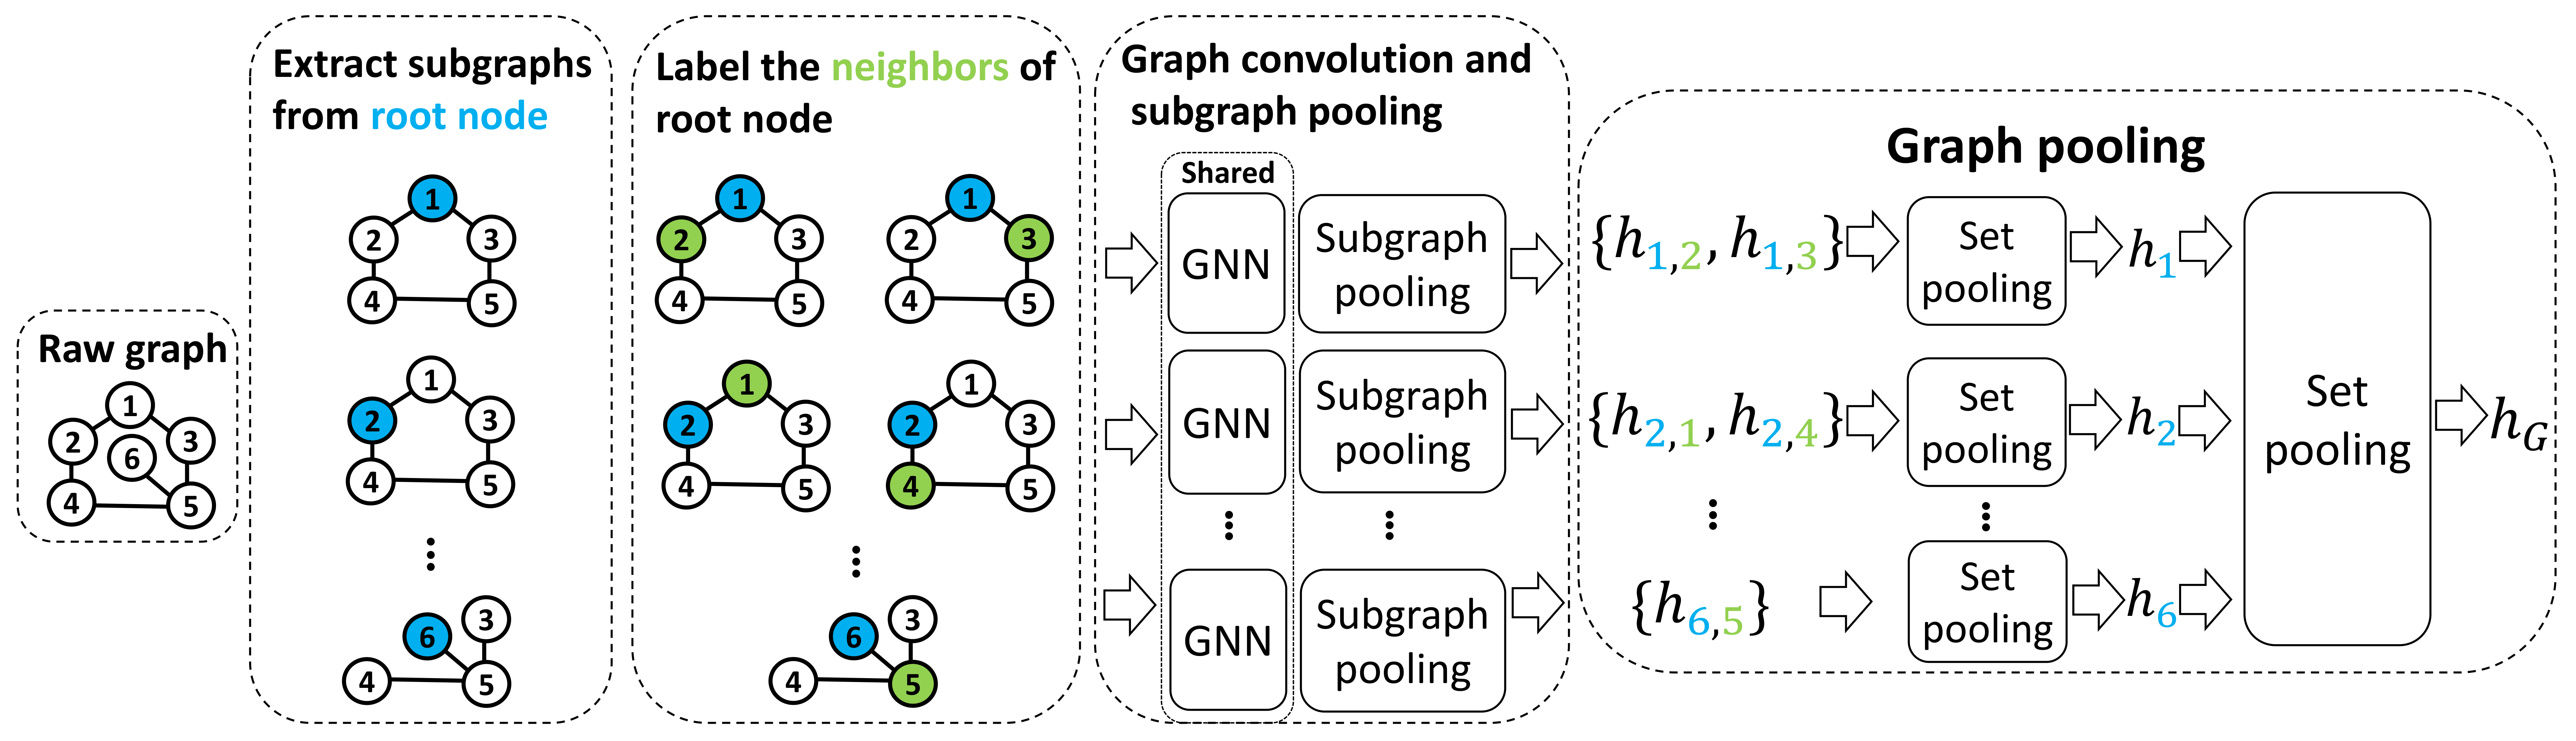 Raw graph
1
2
3
6
4
5
Extract subgraphs
from root node
1
2
3
4
5
1
2
3
4
5
⋮
6
3
4
5
Label the neighbors of
root node
1
2
3
4
5
1
2
3
4
5
1
2
3
4
5
1
2
3
4
5
⋮
6
3
4
5
Graph convolution and
subgraph pooling
Shared
GNN
Subgraph
pooling
GNN
Subgraph
pooling
⋮
⋮
GNN
Subgraph
pooling
Graph pooling
{h_{1,2}, h_{1,3}}
Set
pooling
h_1
{h_{2,1}, h_{2,4}}
Set
pooling
h_2
⋮
⋮
{h_{6,5}}
Set
pooling
h_6
Set
pooling
h_G